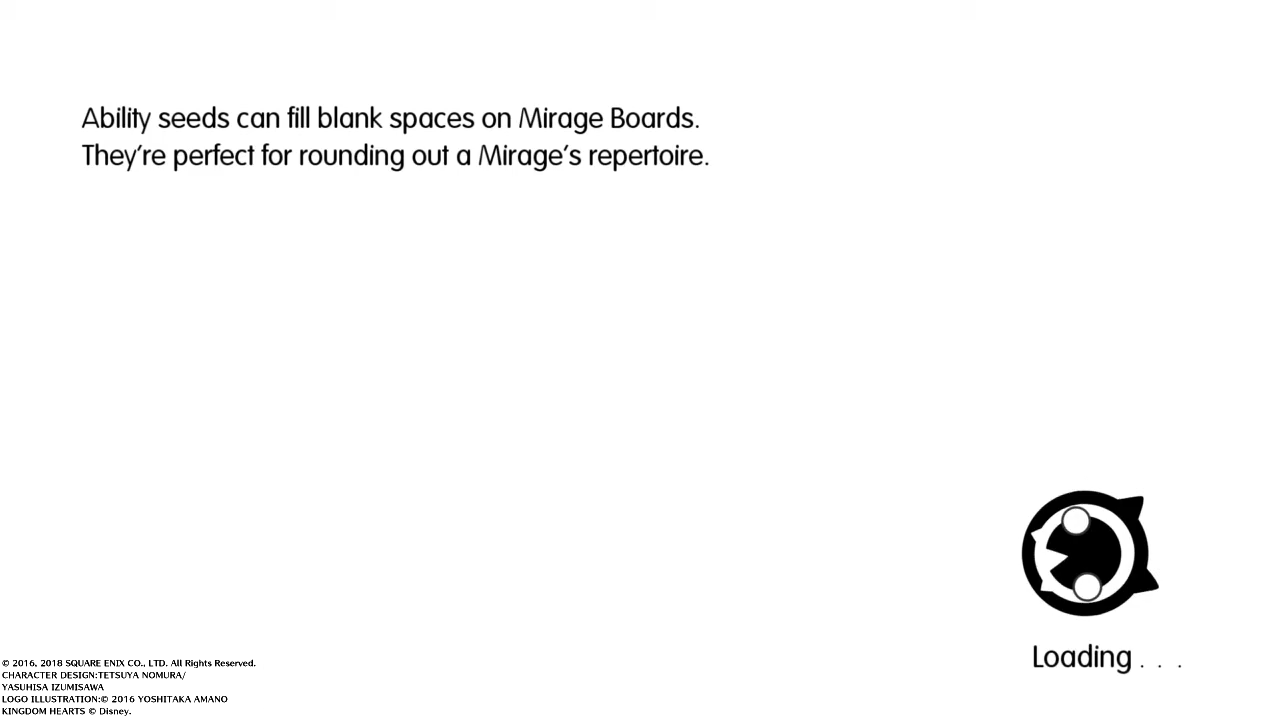 Ability seeds can fill blank spaces on Mirage Boards.
They're perfect for rounding out a Mirage's repertoire.
Loading . . .
© 2016, 2018 SQUARE ENIX CO., LTD. All Rights Reserved.
CHARACTER DESIGN:TETSUYA NOMURA/
YASUHISA IZUMISAWA
LOGO ILLUSTRATION:© 2016 YOSHITAKA AMANO
KINGDOM HEARTS © Disney.